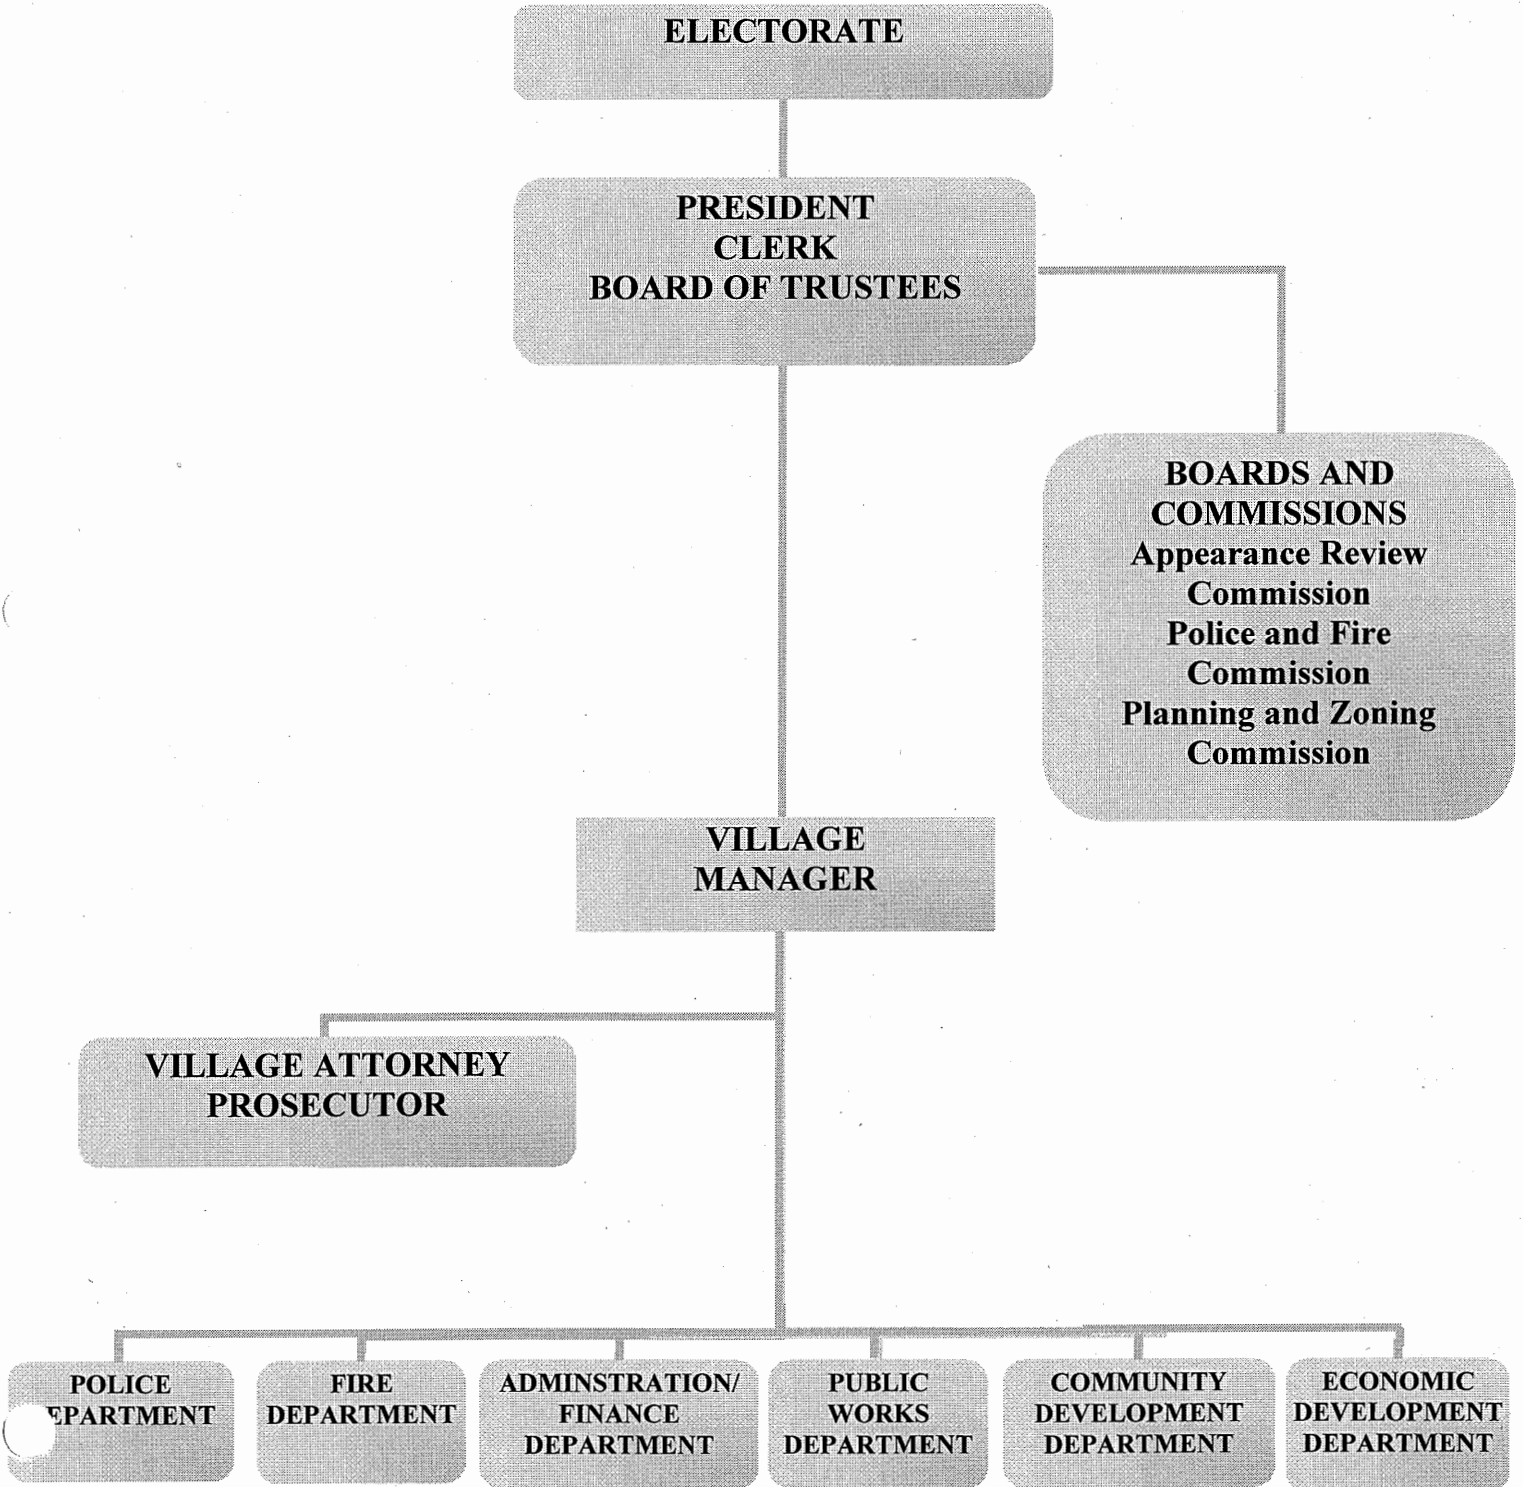 ELECTORATE
PRESIDENT
CLERK
BOARD OF TRUSTEES
BOARDS AND
COMMISSIONS
Appearance Review
Commission
Police and Fire
Commission
Planning and Zoning
Commission
VILLAGE
MANAGER
VILLAGE ATTORNEY
PROSECUTOR
POLICE
EPARTMENT
FIRE
DEPARTMENT
ADMINSTRATION/
FINANCE
DEPARTMENT
PUBLIC
WORKS
DEPARTMENT
COMMUNITY
DEVELOPMENT
DEPARTMENT
ECONOMIC
DEVELOPMENT
DEPARTMENT